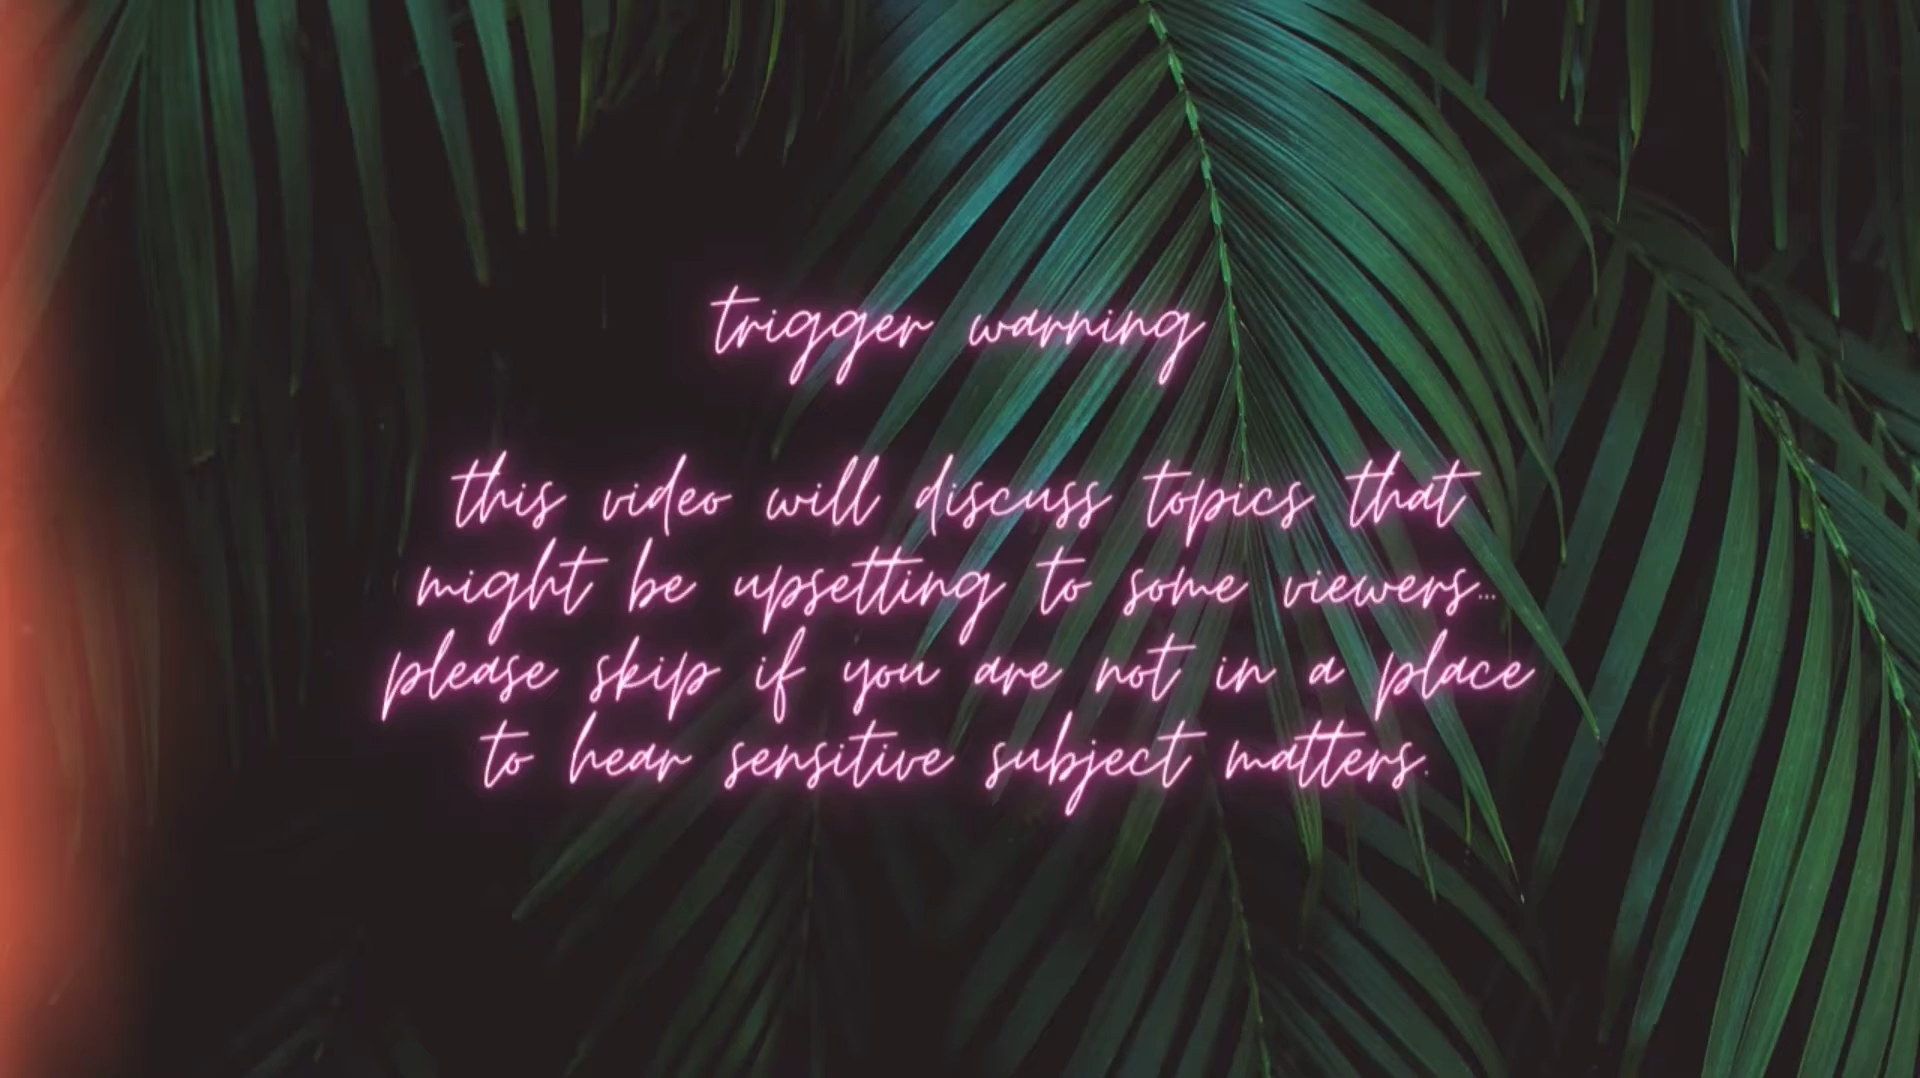 trigger warning
this video will discuss topics that
might be upsetting to some viewers...
please skip if you are not in a place
to hear sensitive subject matters.